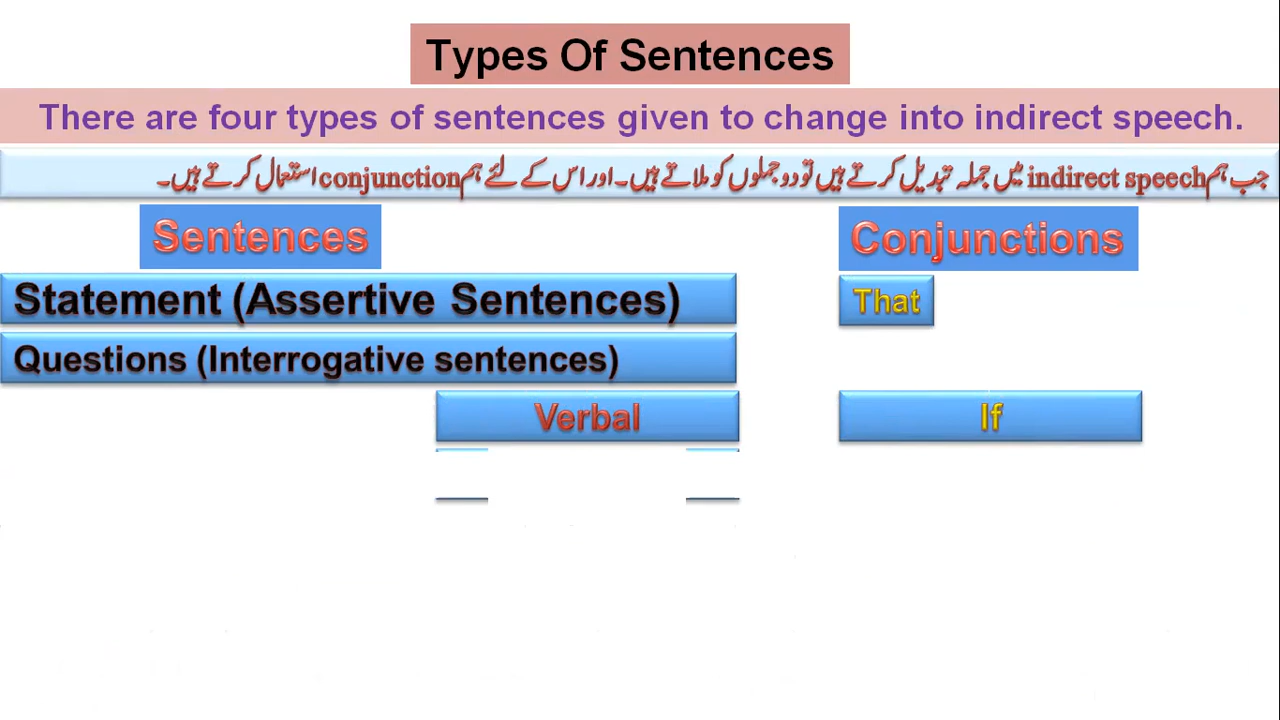 Types Of Sentences
There are four types of sentences given to change into indirect speech.
جب ہم indirect speech میں جملہ تبدیل کرتے ہیں تو دو جملوں کو ملاتے ہیں۔ اور اس کے لئے ہم conjunction استعمال کرتے ہیں۔
Sentences
Conjunctions
Statement (Assertive Sentences)
That
Questions (Interrogative sentences)
Verbal
If